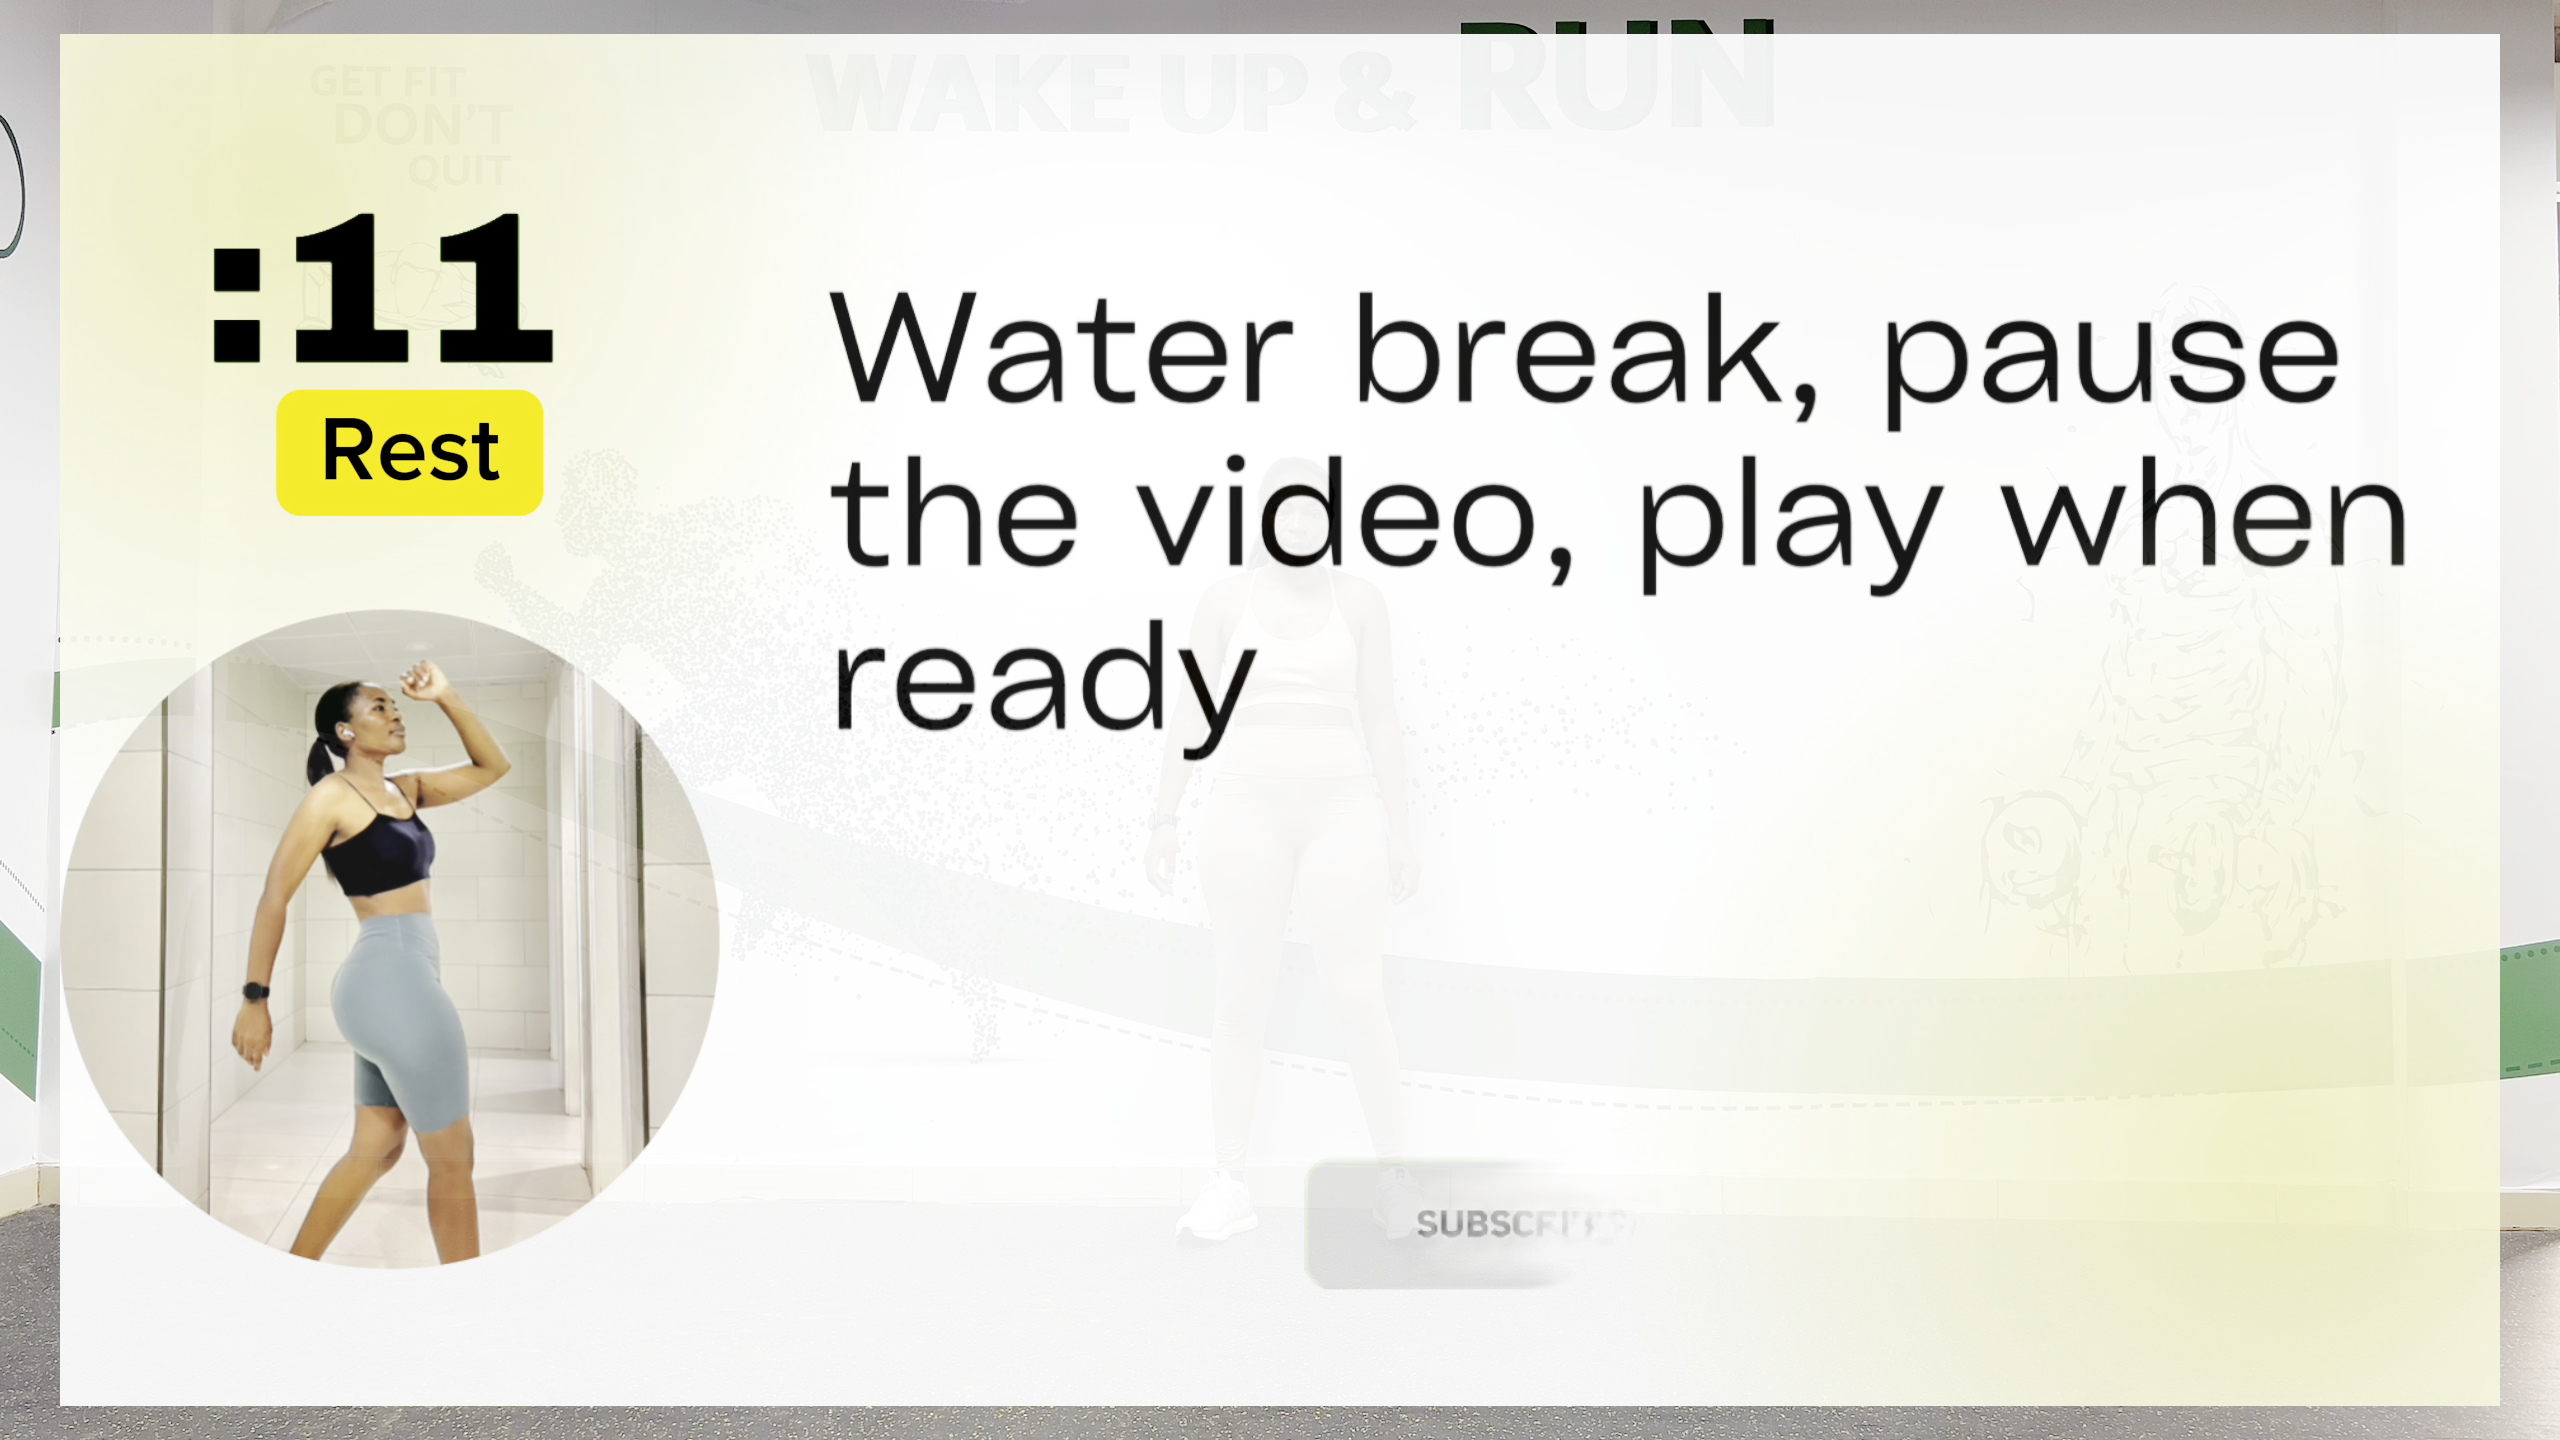 WAKE UP & RUN
GET FIT
DON'T
QUIT
:11
Rest
Water break, pause
the video, play when
ready